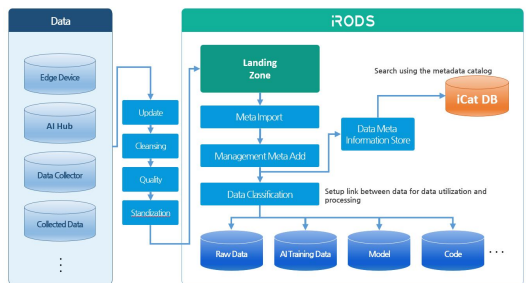 Data
Edge Device
AI Hub
Data Collector
Collected Data
Update
Cleansing
Quality
Standization
iRODS
Landing
Zone
Meta Import
Management Meta Add
Data Classification
Data Meta
Information Store
Search using the metadata catalog
iCat DB
Setup link between data for data utilization and
processing
Raw Data
AI Training Data
Model
Code